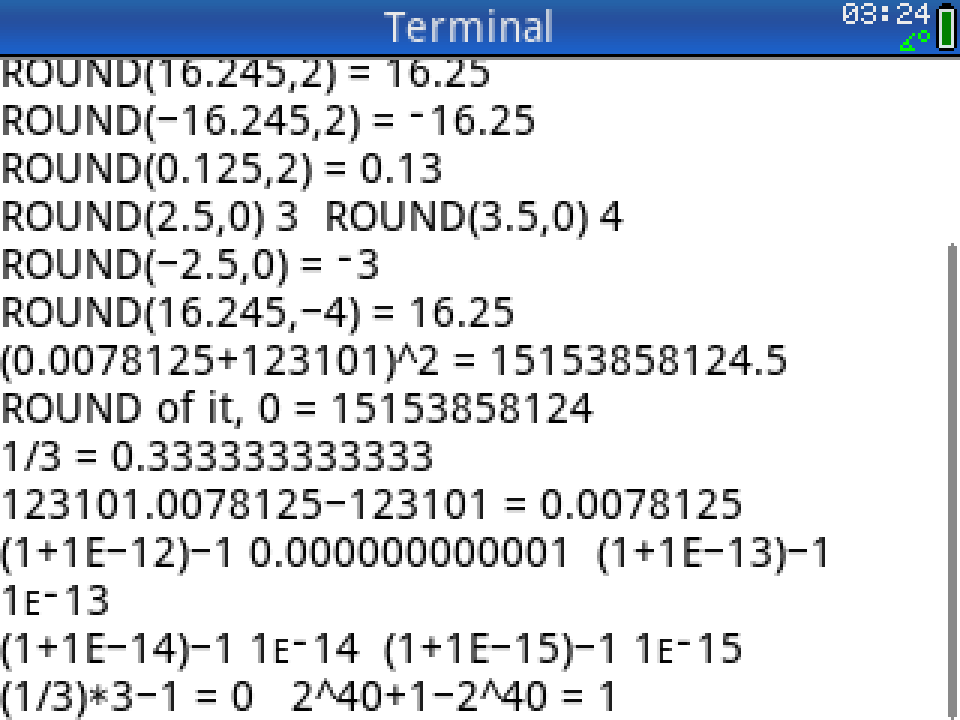 Terminal
03:24
ROUND(16.245,2) = 16.25
ROUND(−16.245,2) = ⁻16.25
ROUND(0.125,2) = 0.13
ROUND(2.5,0) 3  ROUND(3.5,0) 4
ROUND(−2.5,0) = ⁻3
ROUND(16.245,−4) = 16.25
(0.0078125+123101)^2 = 15153858124.5
ROUND of it, 0 = 15153858124
1/3 = 0.333333333333
123101.0078125−123101 = 0.0078125
(1+1E−12)−1 0.000000000001  (1+1E−13)−1
1ᴇ⁻13
(1+1E−14)−1 1ᴇ⁻14  (1+1E−15)−1 1ᴇ⁻15
(1/3)*3−1 = 0   2^40+1−2^40 = 1